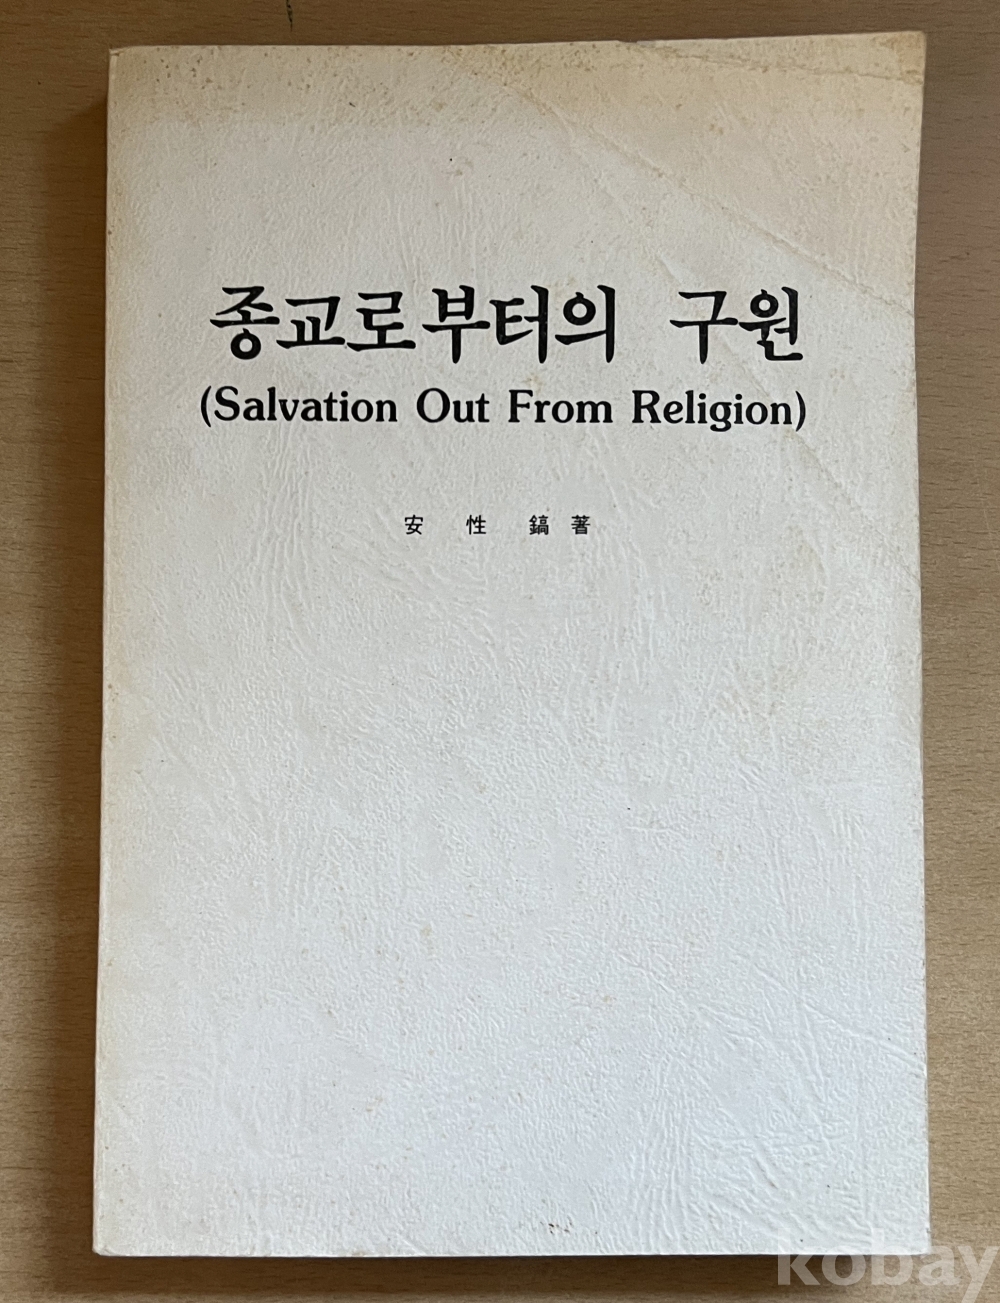 종교로부터의 구원
(Salvation Out From Religion)
安 性 鎬 著
kobay